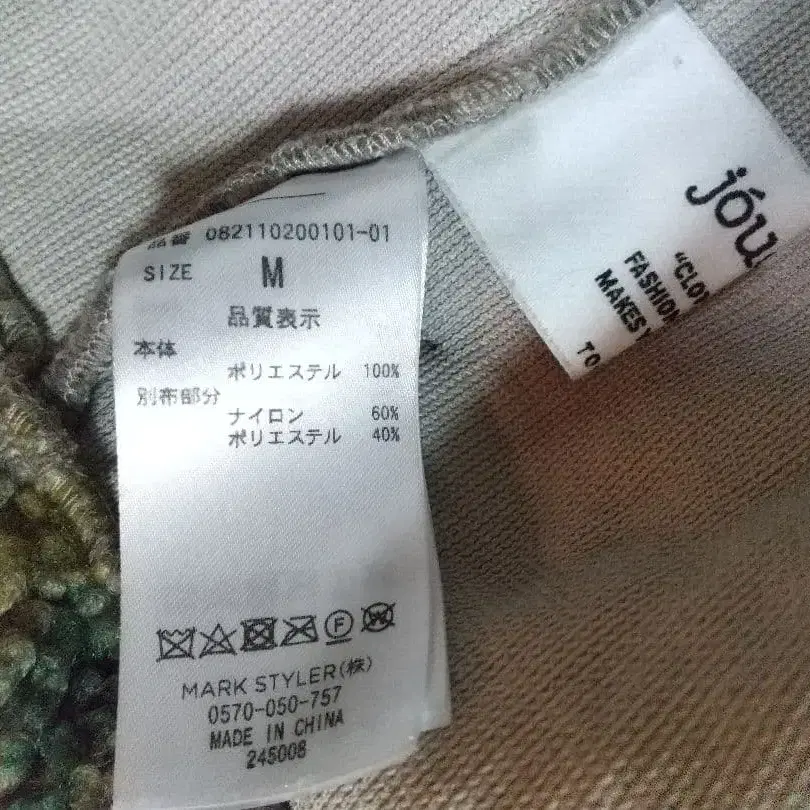 品番 082110200101-01
SIZE M
品質表示
本体
ポリエステル 100%
別布部分
ナイロン 60%
ポリエステル 40%
F
W
MARK STYLER(株)
0570-050-757
MADE IN CHINA
245008
jóu
FASHION
MAKES
TO